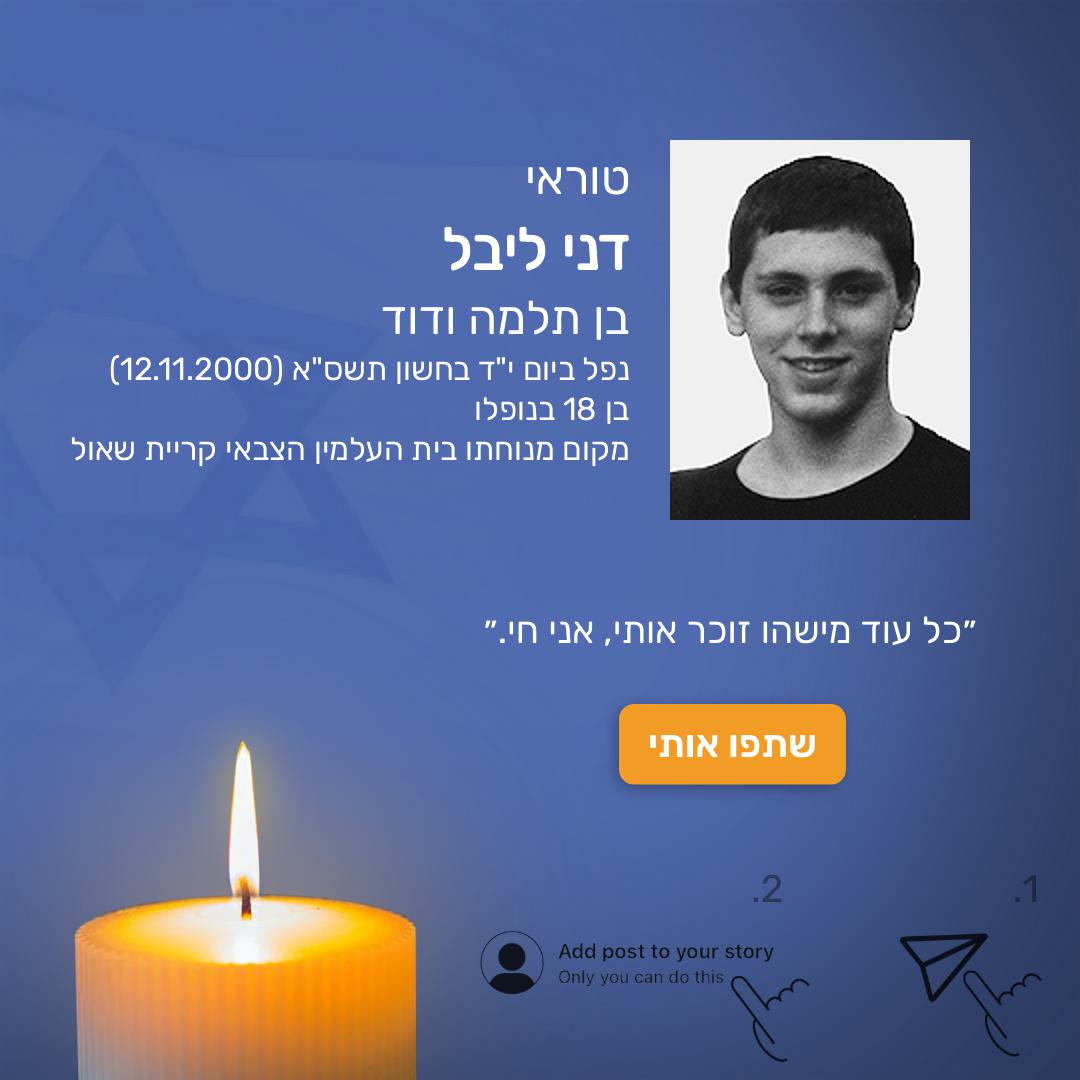 טוראי
דני ליבל
בן תלמה ודוד
נפל ביום י"ד בחשון תשס"א (12.11.2000)
בן 18 בנופלו
מקום מנוחתו בית העלמין הצבאי קריית שאול
״כל עוד מישהו זוכר אותי, אני חי.״
שתפו אותי
.1
.2
Add post to your story
Only you can do this